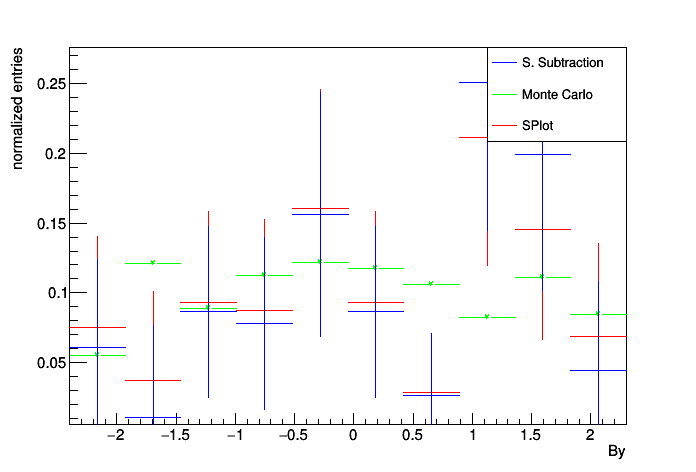 normalized entries
0.25
0.2
0.15
0.1
0.05
S. Subtraction
Monte Carlo
SPlot
−2 −1.5 −1 −0.5 0 0.5 1 1.5 2
By